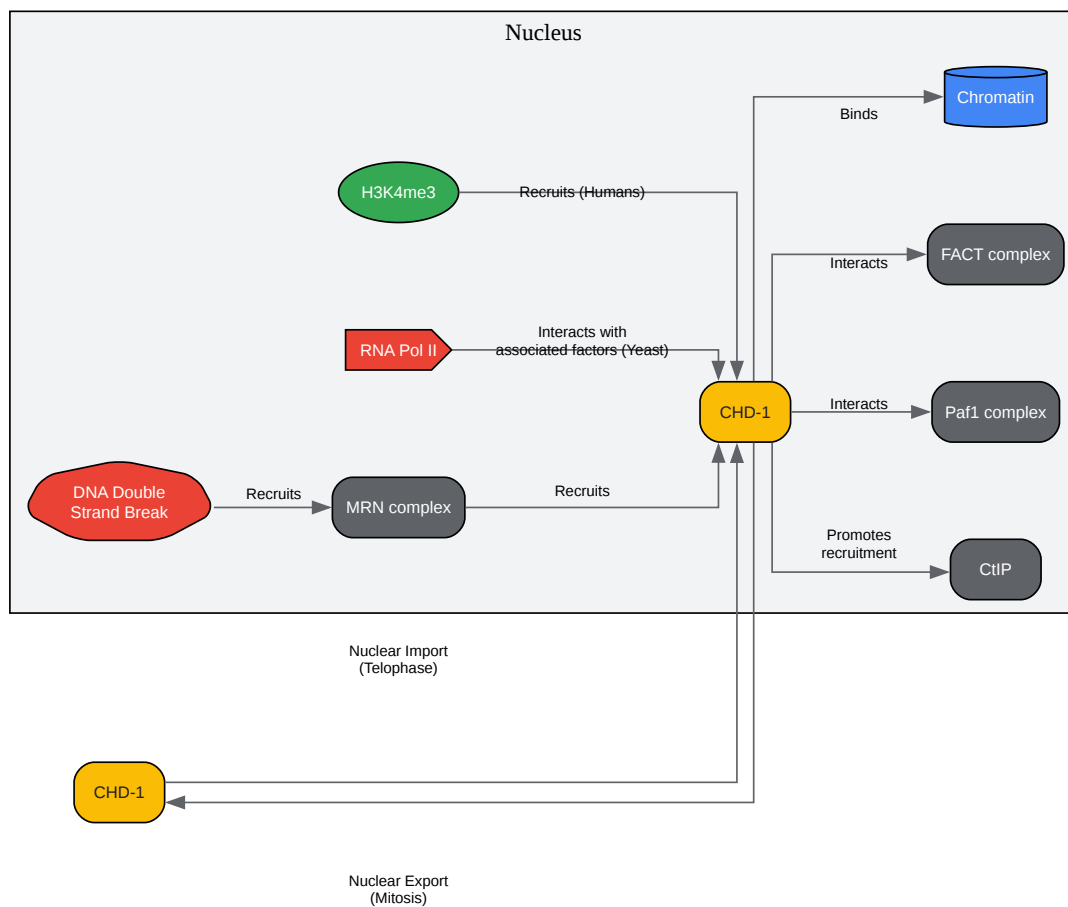 Nucleus
Chromatin
Binds
H3K4me3
Recruits (Humans)
FACT complex
Interacts
RNA Pol II
Interacts with
associated factors (Yeast)
CHD-1
Interacts
Paf1 complex
DNA Double
Strand Break
Recruits
MRN complex
Recruits
Promotes
recruitment
CtIP
Nuclear Import
(Telophase)
CHD-1
Nuclear Export
(Mitosis)